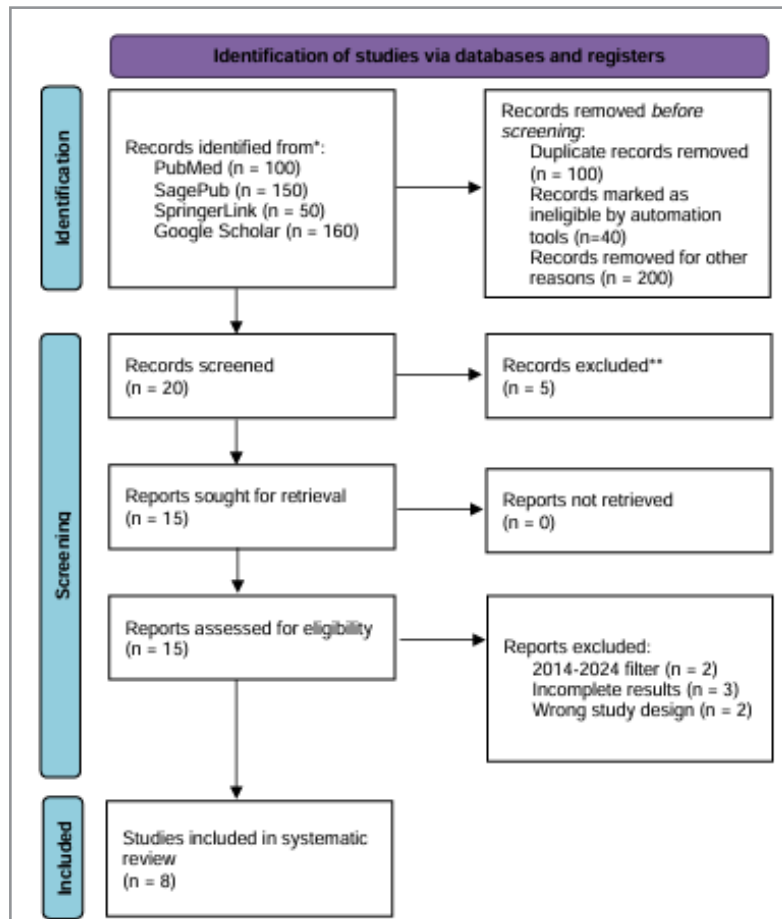 Identification of studies via databases and registers
Identification
Records identified from*:
PubMed (n = 100)
SagePub (n = 150)
SpringerLink (n = 50)
Google Scholar (n = 160)
Records removed before
screening:
Duplicate records removed
(n = 100)
Records marked as
ineligible by automation
tools (n=40)
Records removed for other
reasons (n = 200)
Screening
Records screened
(n = 20)
Records excluded**
(n = 5)
Reports sought for retrieval
(n = 15)
Reports not retrieved
(n = 0)
Reports assessed for eligibility
(n = 15)
Reports excluded:
2014-2024 filter (n = 2)
Incomplete results (n = 3)
Wrong study design (n = 2)
Included
Studies included in systematic
review
(n = 8)